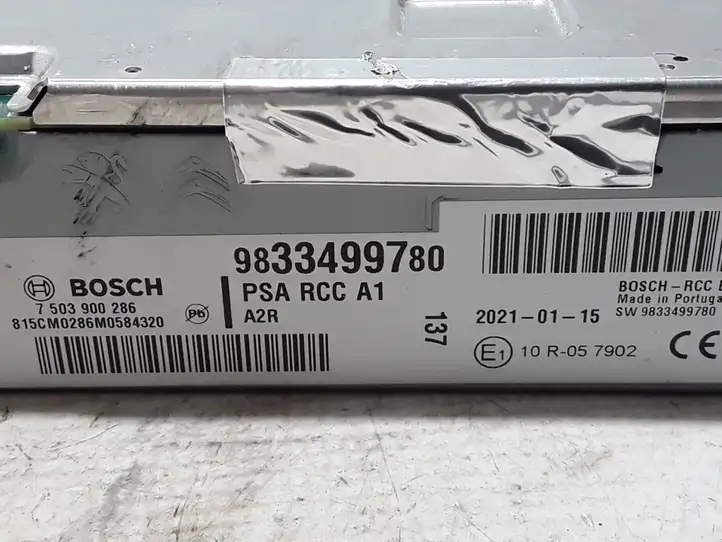 BOSCH
7 503 900 286
815CM0286M0584320
Pb
9833499780
PSA RCC A1
A2R
137
2021-01-15
E1 10 R-05 7902
BOSCH-RCC
Made in Portugal
SW 9833499780
CE